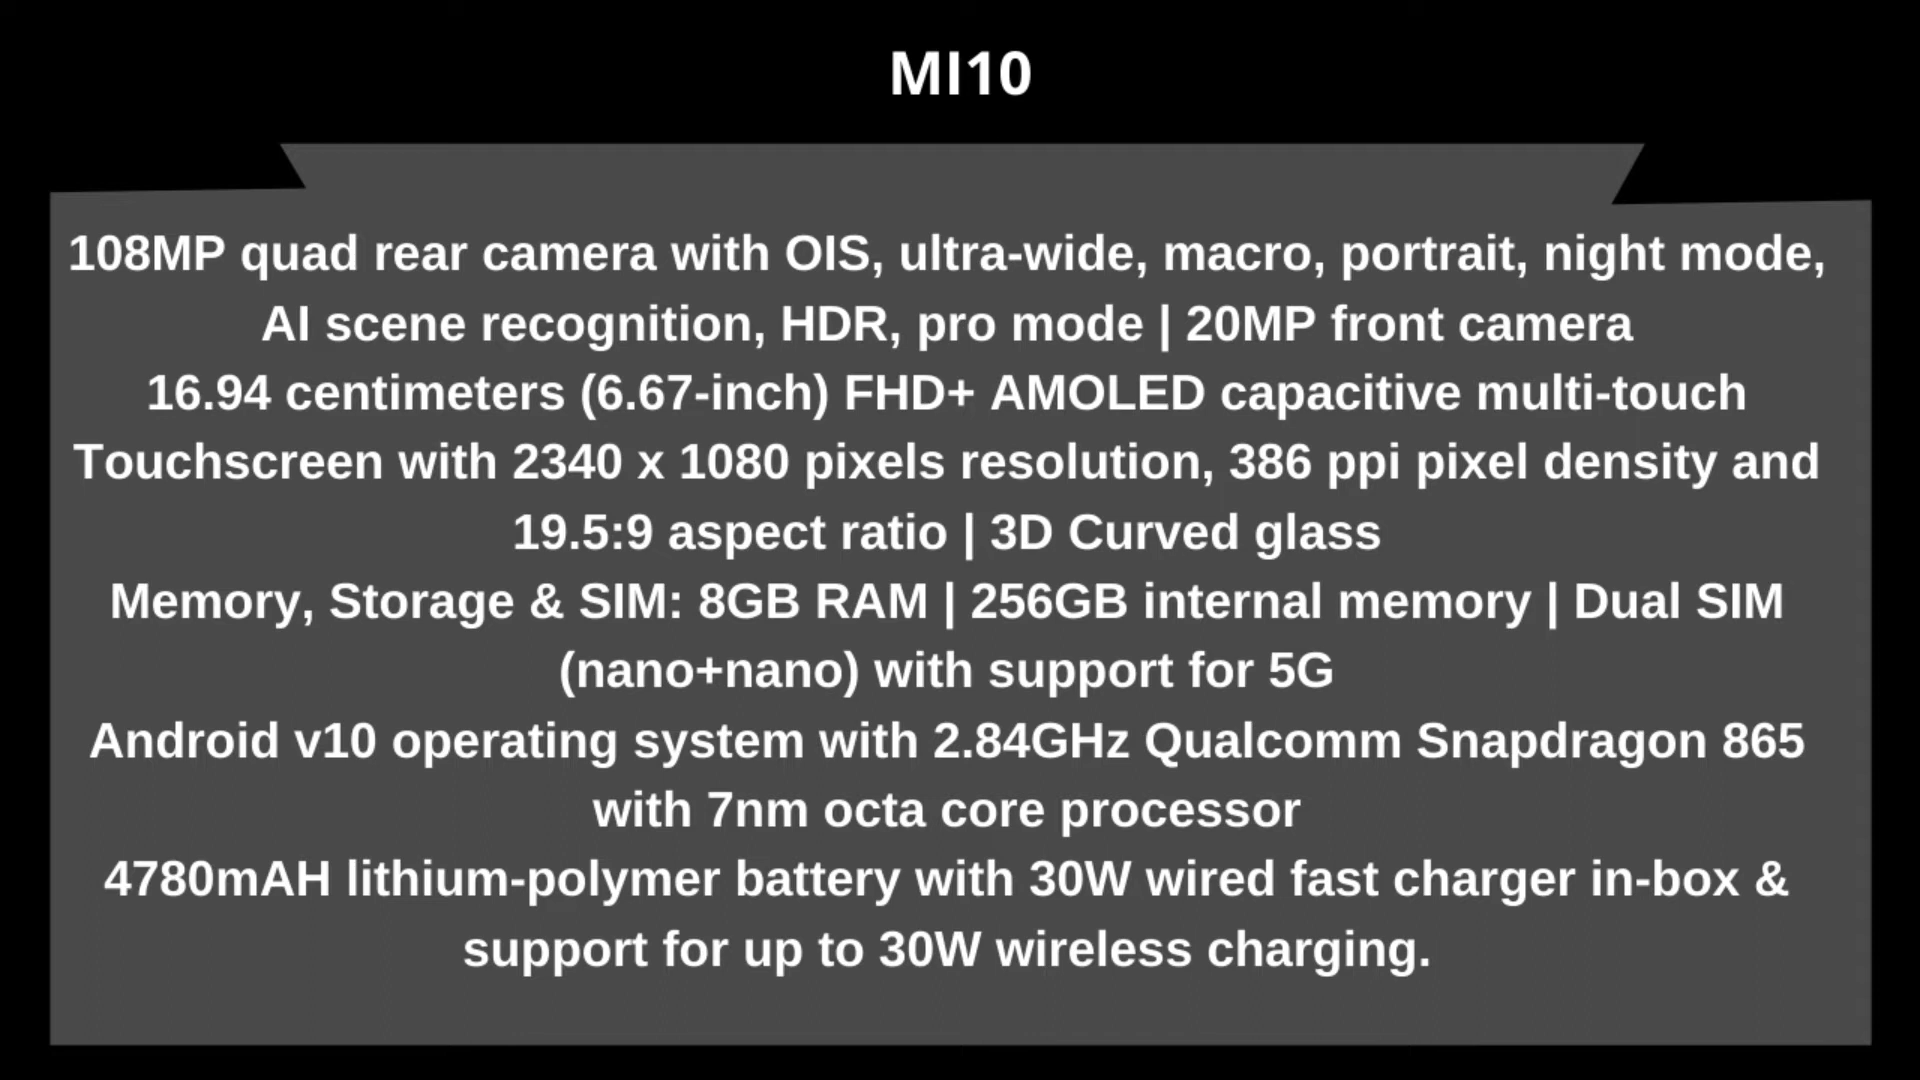 MI10
108MP quad rear camera with OIS, ultra-wide, macro, portrait, night mode,
AI scene recognition, HDR, pro mode | 20MP front camera
16.94 centimeters (6.67-inch) FHD+ AMOLED capacitive multi-touch
Touchscreen with 2340 x 1080 pixels resolution, 386 ppi pixel density and
19.5:9 aspect ratio | 3D Curved glass
Memory, Storage & SIM: 8GB RAM | 256GB internal memory | Dual SIM
(nano+nano) with support for 5G
Android v10 operating system with 2.84GHz Qualcomm Snapdragon 865
with 7nm octa core processor
4780mAH lithium-polymer battery with 30W wired fast charger in-box &
support for up to 30W wireless charging.